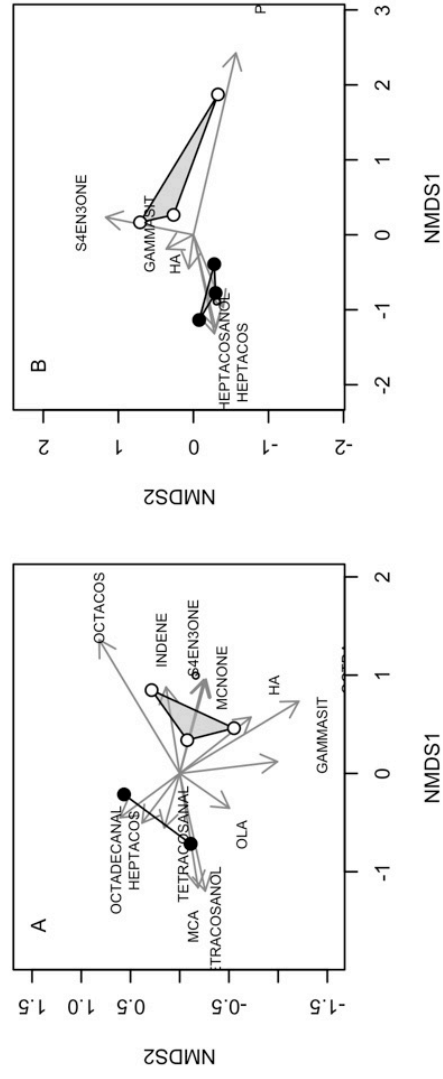 A
OCTACOS
OCTADECANAL
HEPTACOS
INDENE
TETRACOSANAL
S4EN3ONE
MCNONE
MCA
ETRACOSANOL
OLA
HA
GAMMASIT
NMDS2
1.5
1.0
0.5
-0.5
-1.5
-1
0
1
2
NMDS1
B
S4EN3ONE
GAMMASIT
HA
HEPTACOSANOL
HEPTACOS
P
NMDS2
2
1
0
-1
-2
-2
-1
0
1
2
3
NMDS1